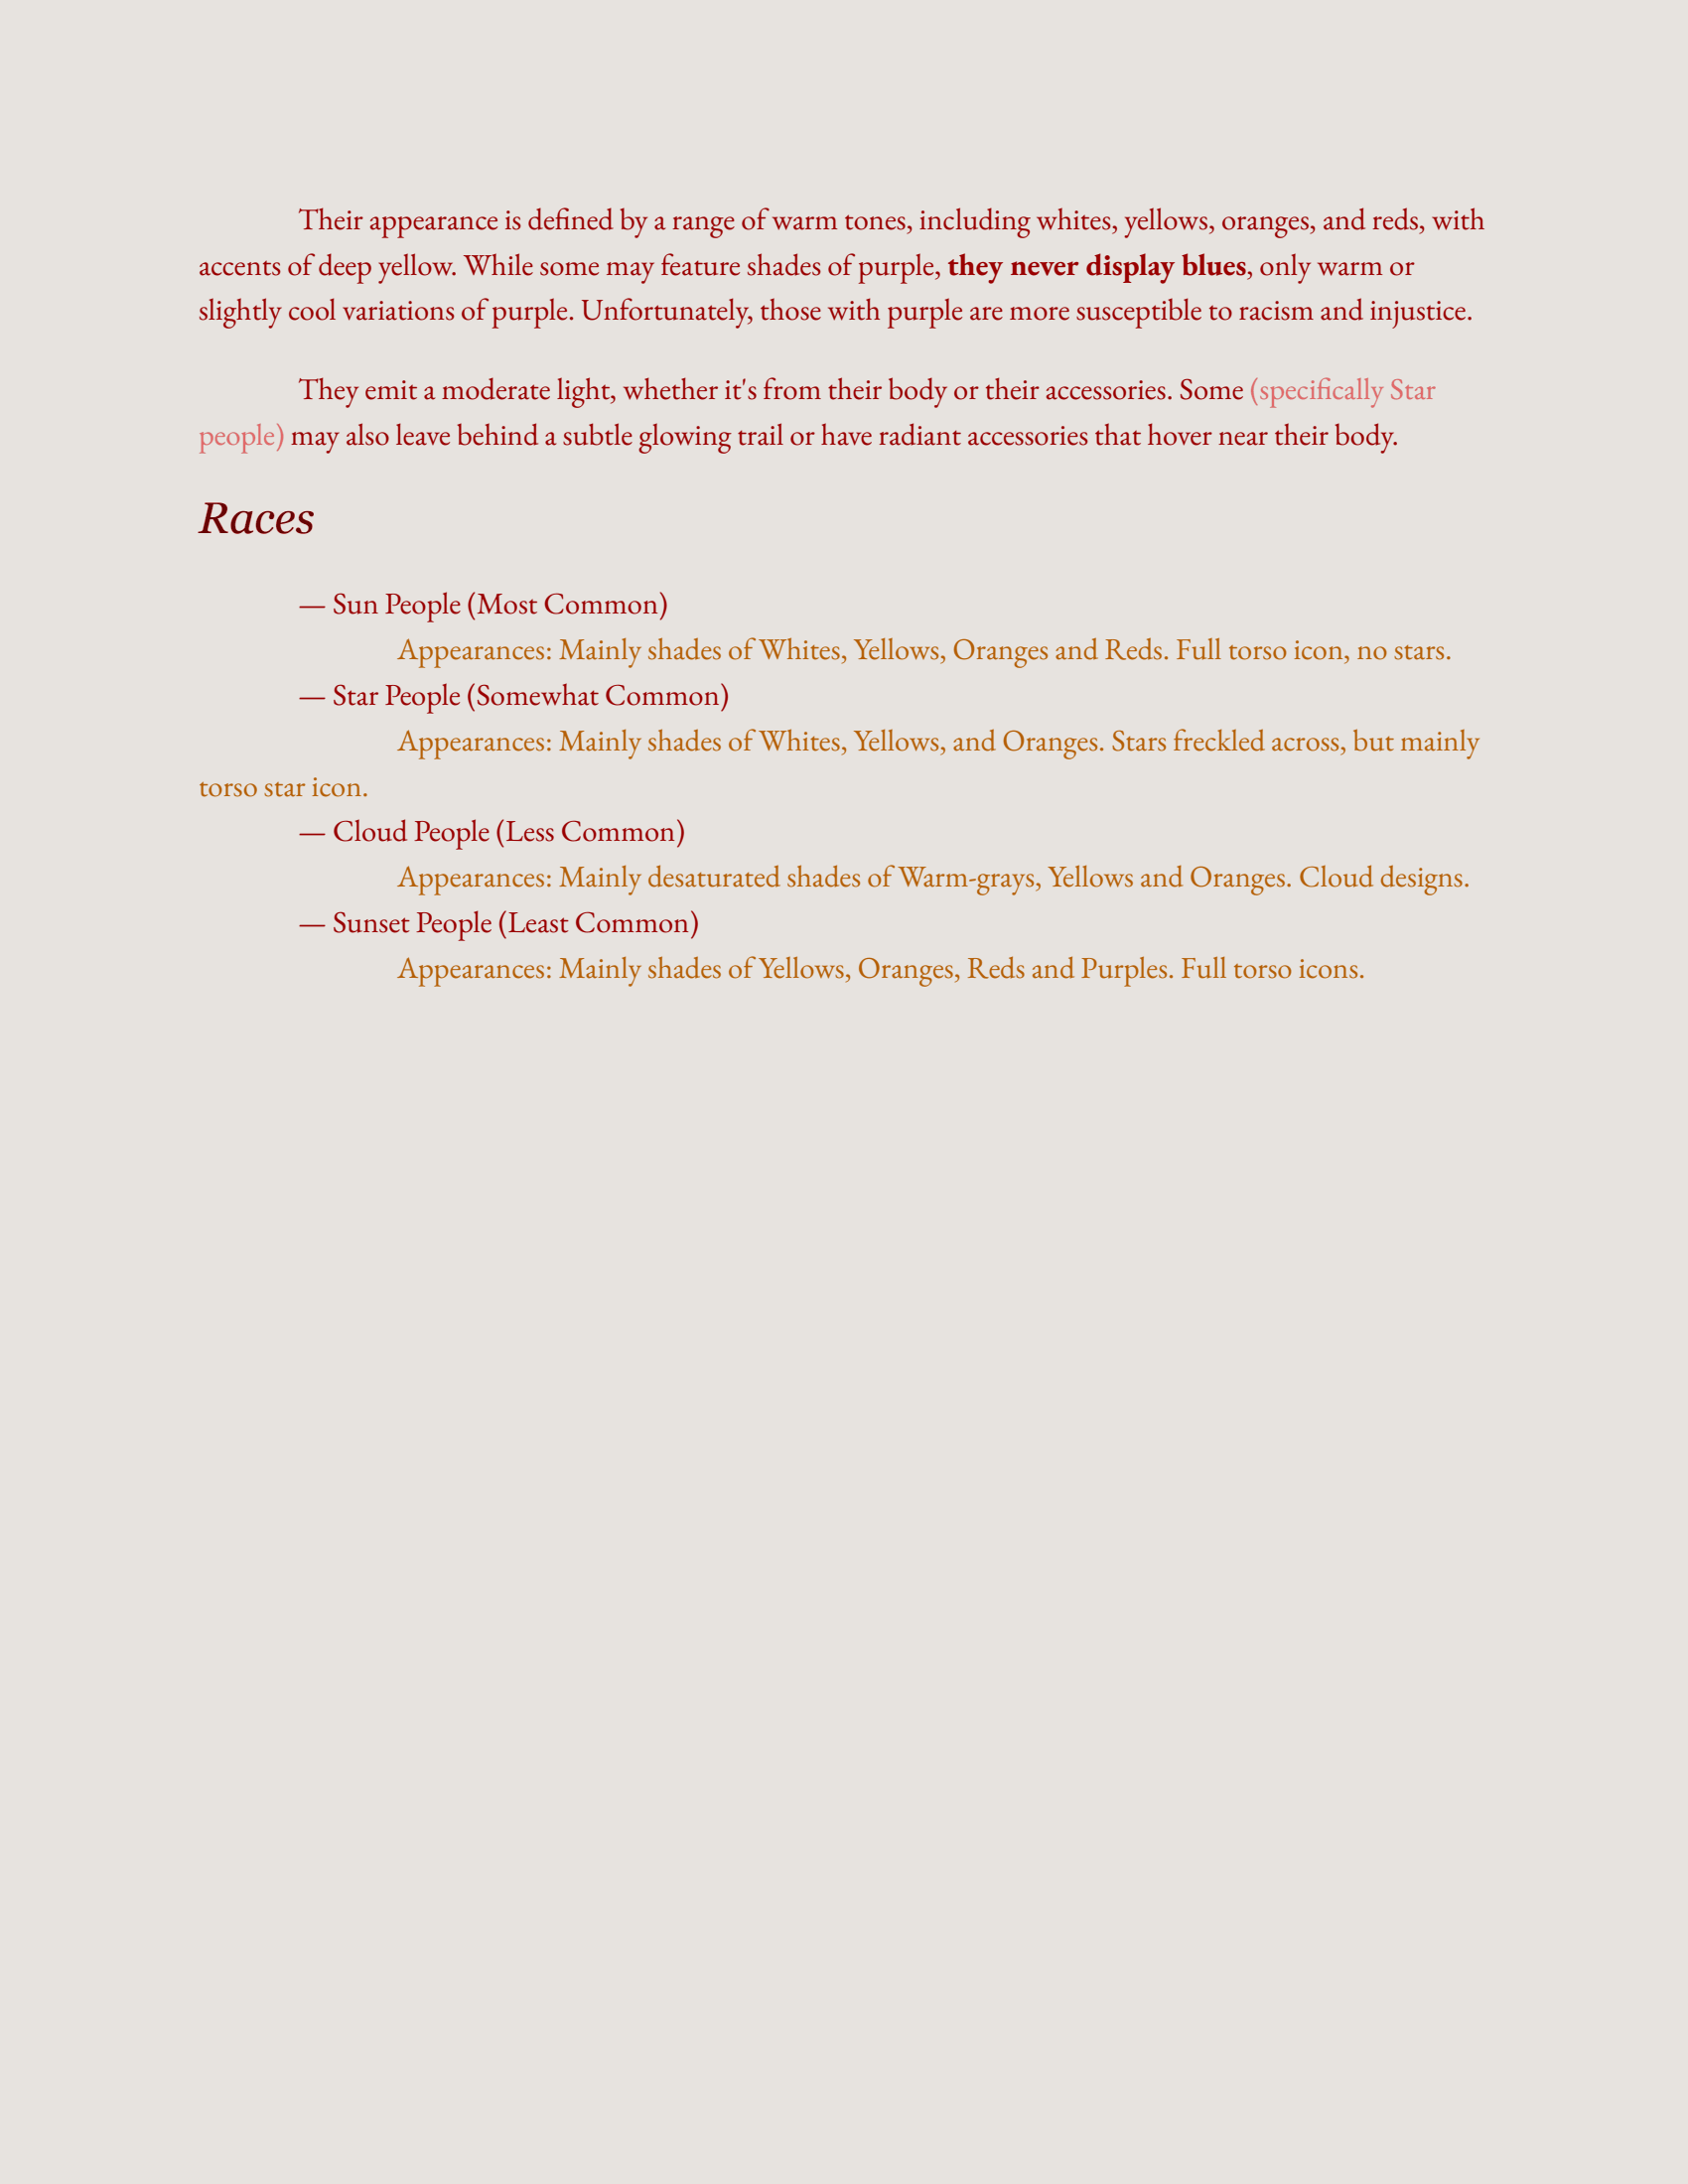 Their appearance is defined by a range of warm tones, including whites, yellows, oranges, and reds, with
accents of deep yellow. While some may feature shades of purple, they never display blues, only warm or
slightly cool variations of purple. Unfortunately, those with purple are more susceptible to racism and injustice.
They emit a moderate light, whether it's from their body or their accessories. Some (specifically Star
people) may also leave behind a subtle glowing trail or have radiant accessories that hover near their body.
Races
— Sun People (Most Common)
Appearances: Mainly shades of Whites, Yellows, Oranges and Reds. Full torso icon, no stars.
— Star People (Somewhat Common)
Appearances: Mainly shades of Whites, Yellows, and Oranges. Stars freckled across, but mainly
torso star icon.
— Cloud People (Less Common)
Appearances: Mainly desaturated shades of Warm-grays, Yellows and Oranges. Cloud designs.
— Sunset People (Least Common)
Appearances: Mainly shades of Yellows, Oranges, Reds and Purples. Full torso icons.